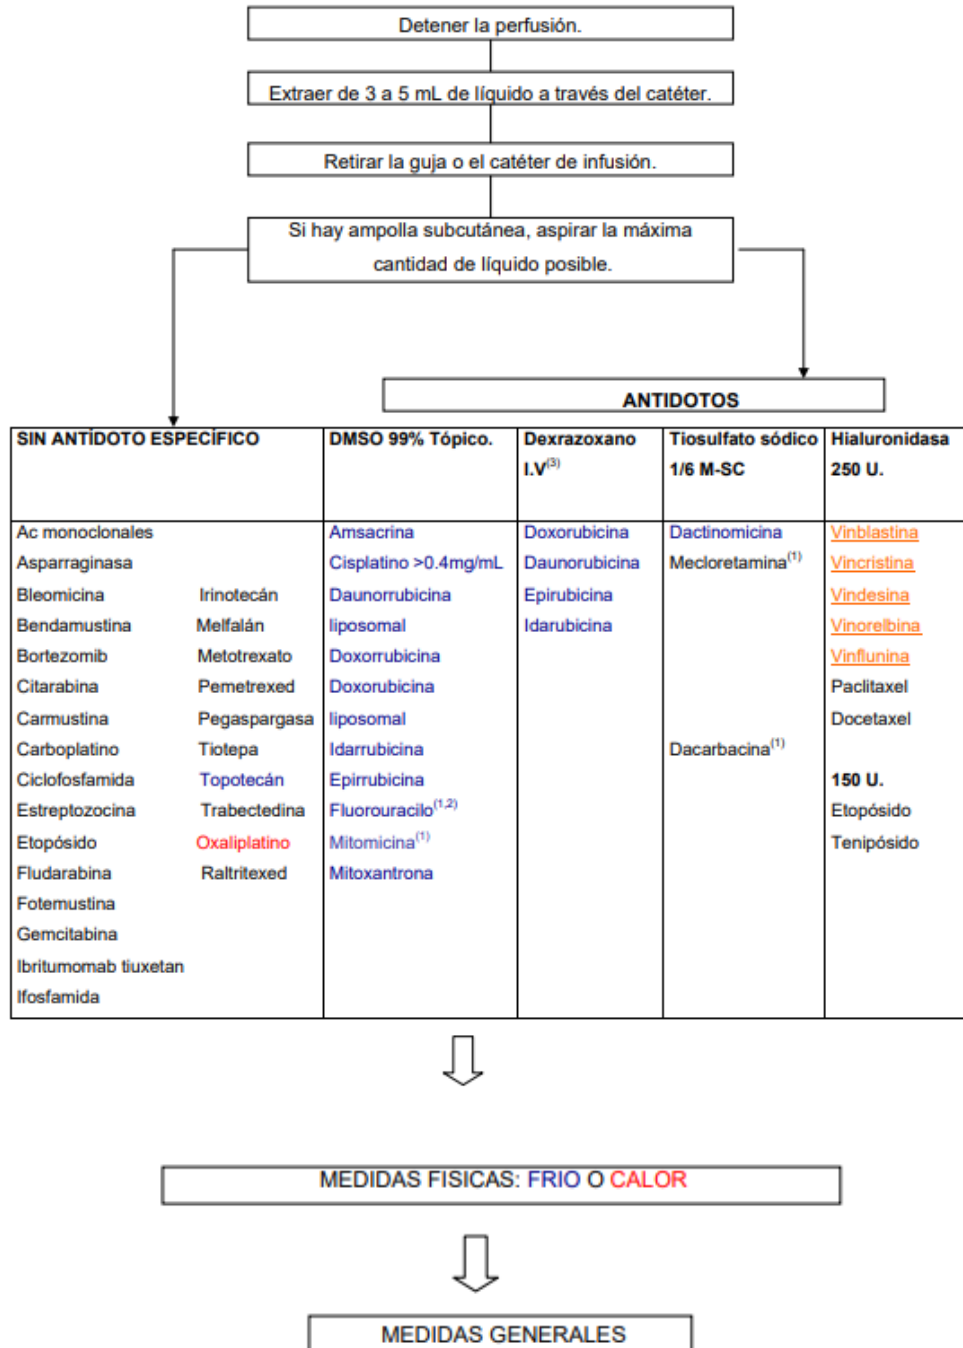 Detener la perfusión.
Extraer de 3 a 5 mL de líquido a través del catéter.
Retirar la guja o el catéter de infusión.
Si hay ampolla subcutánea, aspirar la máxima
cantidad de líquido posible.
ANTIDOTOS
SIN ANTÍDOTO ESPECÍFICO
DMSO 99% Tópico.
Dexrazoxano
I.V(3)
Tiosulfato sódico
1/6 M-SC
Hialuronidasa
250 U.
Ac monoclonales
Asparraginasa
Bleomicina
Bendamustina
Bortezomib
Citarabina
Carmustina
Carboplatino
Ciclofosfamida
Estreptozocina
Etopósido
Fludarabina
Fotemustina
Gemcitabina
Ibritumomab tiuxetan
Ifosfamida
Irinotecán
Melfalán
Metotrexato
Pemetrexed
Pegaspargasa
Tiotepa
Topotecán
Trabectedina
Oxaliplatino
Raltritexed
Amsacrina
Cisplatino >0.4mg/mL
Daunorrubicina
liposomal
Doxorrubicina
Doxorubicina
liposomal
Idarrubicina
Epirrubicina
Fluorouracilo(1,2)
Mitomicina(1)
Mitoxantrona
Doxorubicina
Daunorubicina
Epirubicina
Idarubicina
Dactinomicina
Mecloretamina(1)
Dacarbacina(1)
Vinblastina
Vincristina
Vindesina
Vinorelbina
Vinflunina
Paclitaxel
Docetaxel
150 U.
Etopósido
Tenipósido
MEDIDAS FISICAS: FRIO O CALOR
MEDIDAS GENERALES